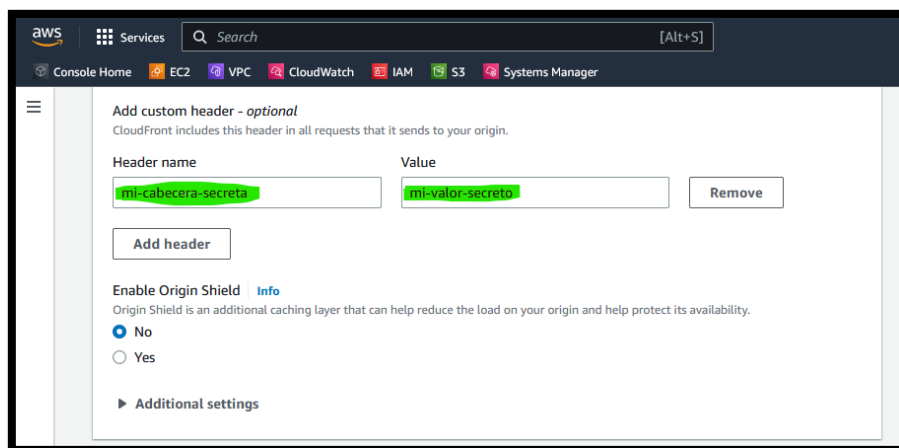 aws Services Search [Alt+S]
Console Home EC2 VPC CloudWatch IAM S3 Systems Manager
Add custom header - optional
CloudFront includes this header in all requests that it sends to your origin.
Header name Value
mi-cabecera-secreta mi-valor-secreto Remove
Add header
Enable Origin Shield Info
Origin Shield is an additional caching layer that can help reduce the load on your origin and help protect its availability.
No
Yes
Additional settings